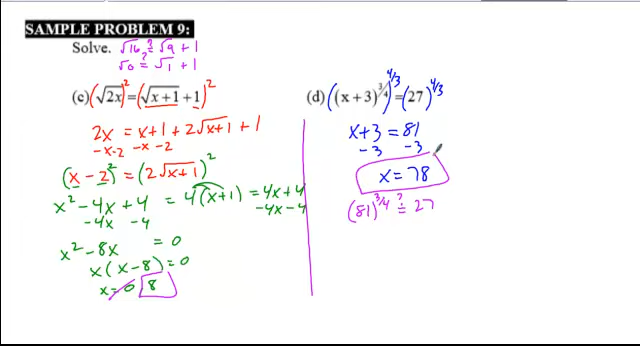 SAMPLE PROBLEM 9:
Solve. √16 ≟ √9 + 1
√0 ≟ √1 + 1
(c) (√2x)² = (√x+1 + 1)²
2x = x+1 + 2√x+1 + 1
-x-2 -x -2
(x - 2)² = (2√x+1)²
x² - 4x + 4 = 4(x+1) = 4x + 4
-4x -4 -4x - 4
x² - 8x = 0
x(x - 8) = 0
x = 0, 8
(d) ((x + 3)^3/4)^4/3 = (27)^4/3
x+3 = 81
-3 -3
x = 78
(81)^3/4 ≟ 27